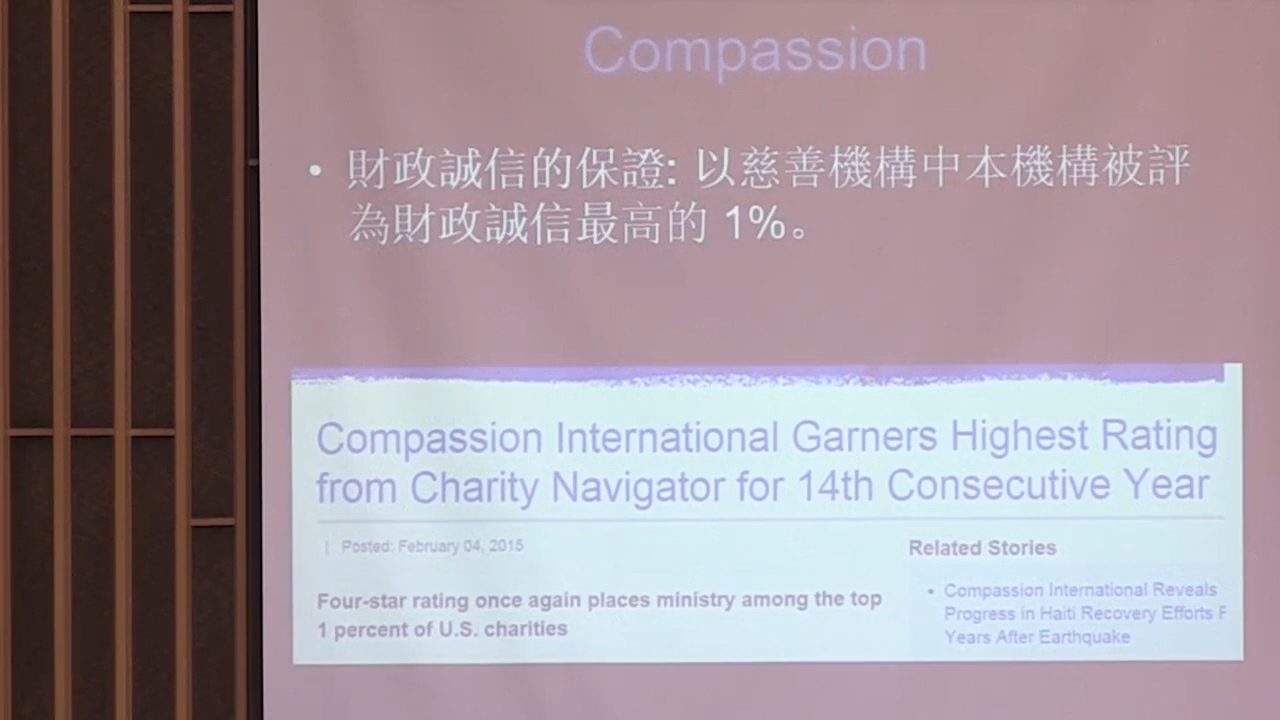 Compassion
• 財政誠信的保證: 以慈善機構中本機構被評
為財政誠信最高的 1%。
Compassion International Garners Highest Rating
from Charity Navigator for 14th Consecutive Year
| Posted: February 04, 2015
Related Stories
Four-star rating once again places ministry among the top
1 percent of U.S. charities
• Compassion International Reveals
Progress in Haiti Recovery Efforts F
Years After Earthquake